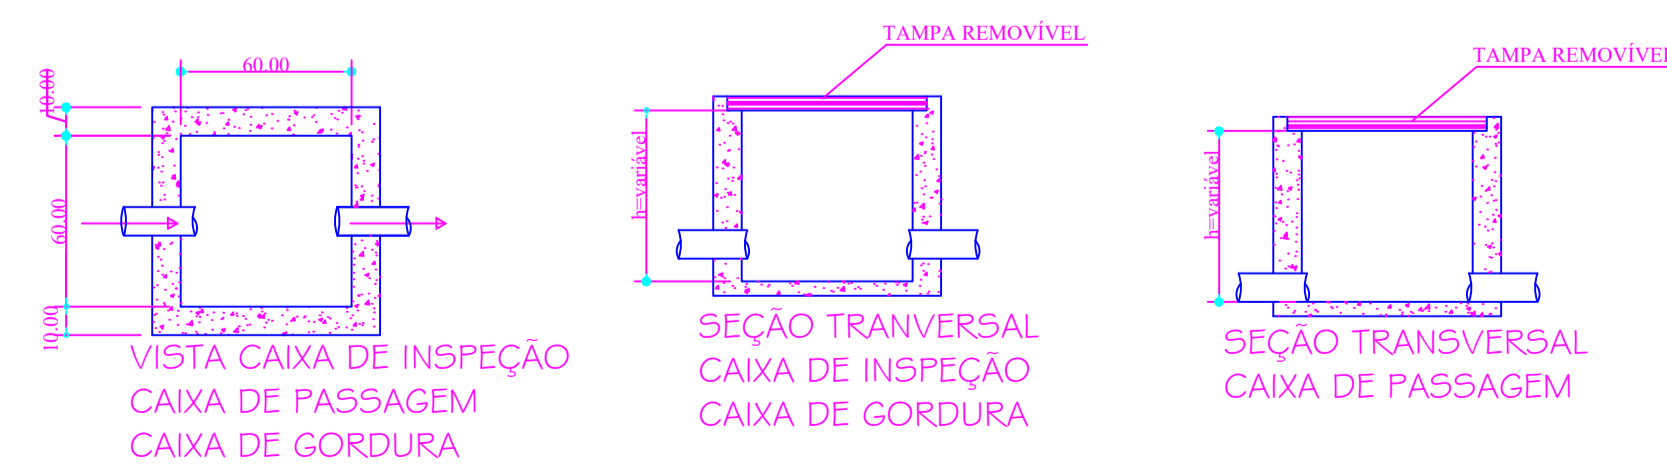 60.00
10.00
60.00
10.00
VISTA CAIXA DE INSPEÇÃO
CAIXA DE PASSAGEM
CAIXA DE GORDURA
TAMPA REMOVÍVEL
h=variável
SEÇÃO TRANVERSAL
CAIXA DE INSPEÇÃO
CAIXA DE GORDURA
TAMPA REMOVÍVEL
h=variável
SEÇÃO TRANSVERSAL
CAIXA DE PASSAGEM